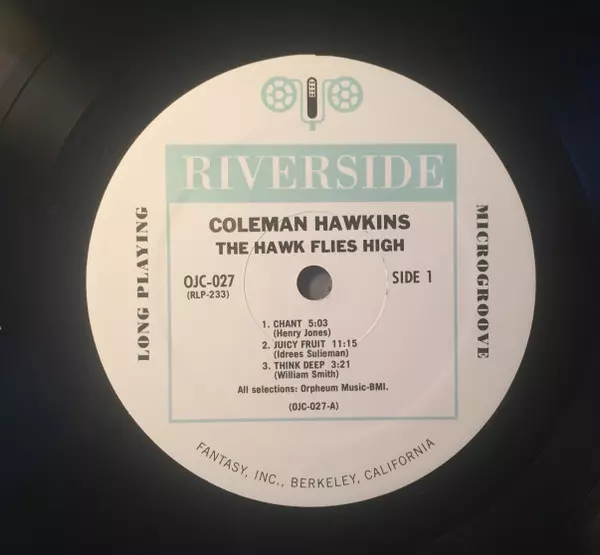 RIVERSIDE
COLEMAN HAWKINS
THE HAWK FLIES HIGH
OJC-027
(RLP-233)
SIDE 1
LONG PLAYING
MICROGROOVE
1. CHANT 5:03
(Henry Jones)
2. JUICY FRUIT 11:15
(Idrees Sulieman)
3. THINK DEEP 3:21
(William Smith)
All selections: Orpheum Music-BMI.
(OJC-027-A)
FANTASY, INC., BERKELEY, CALIFORNIA